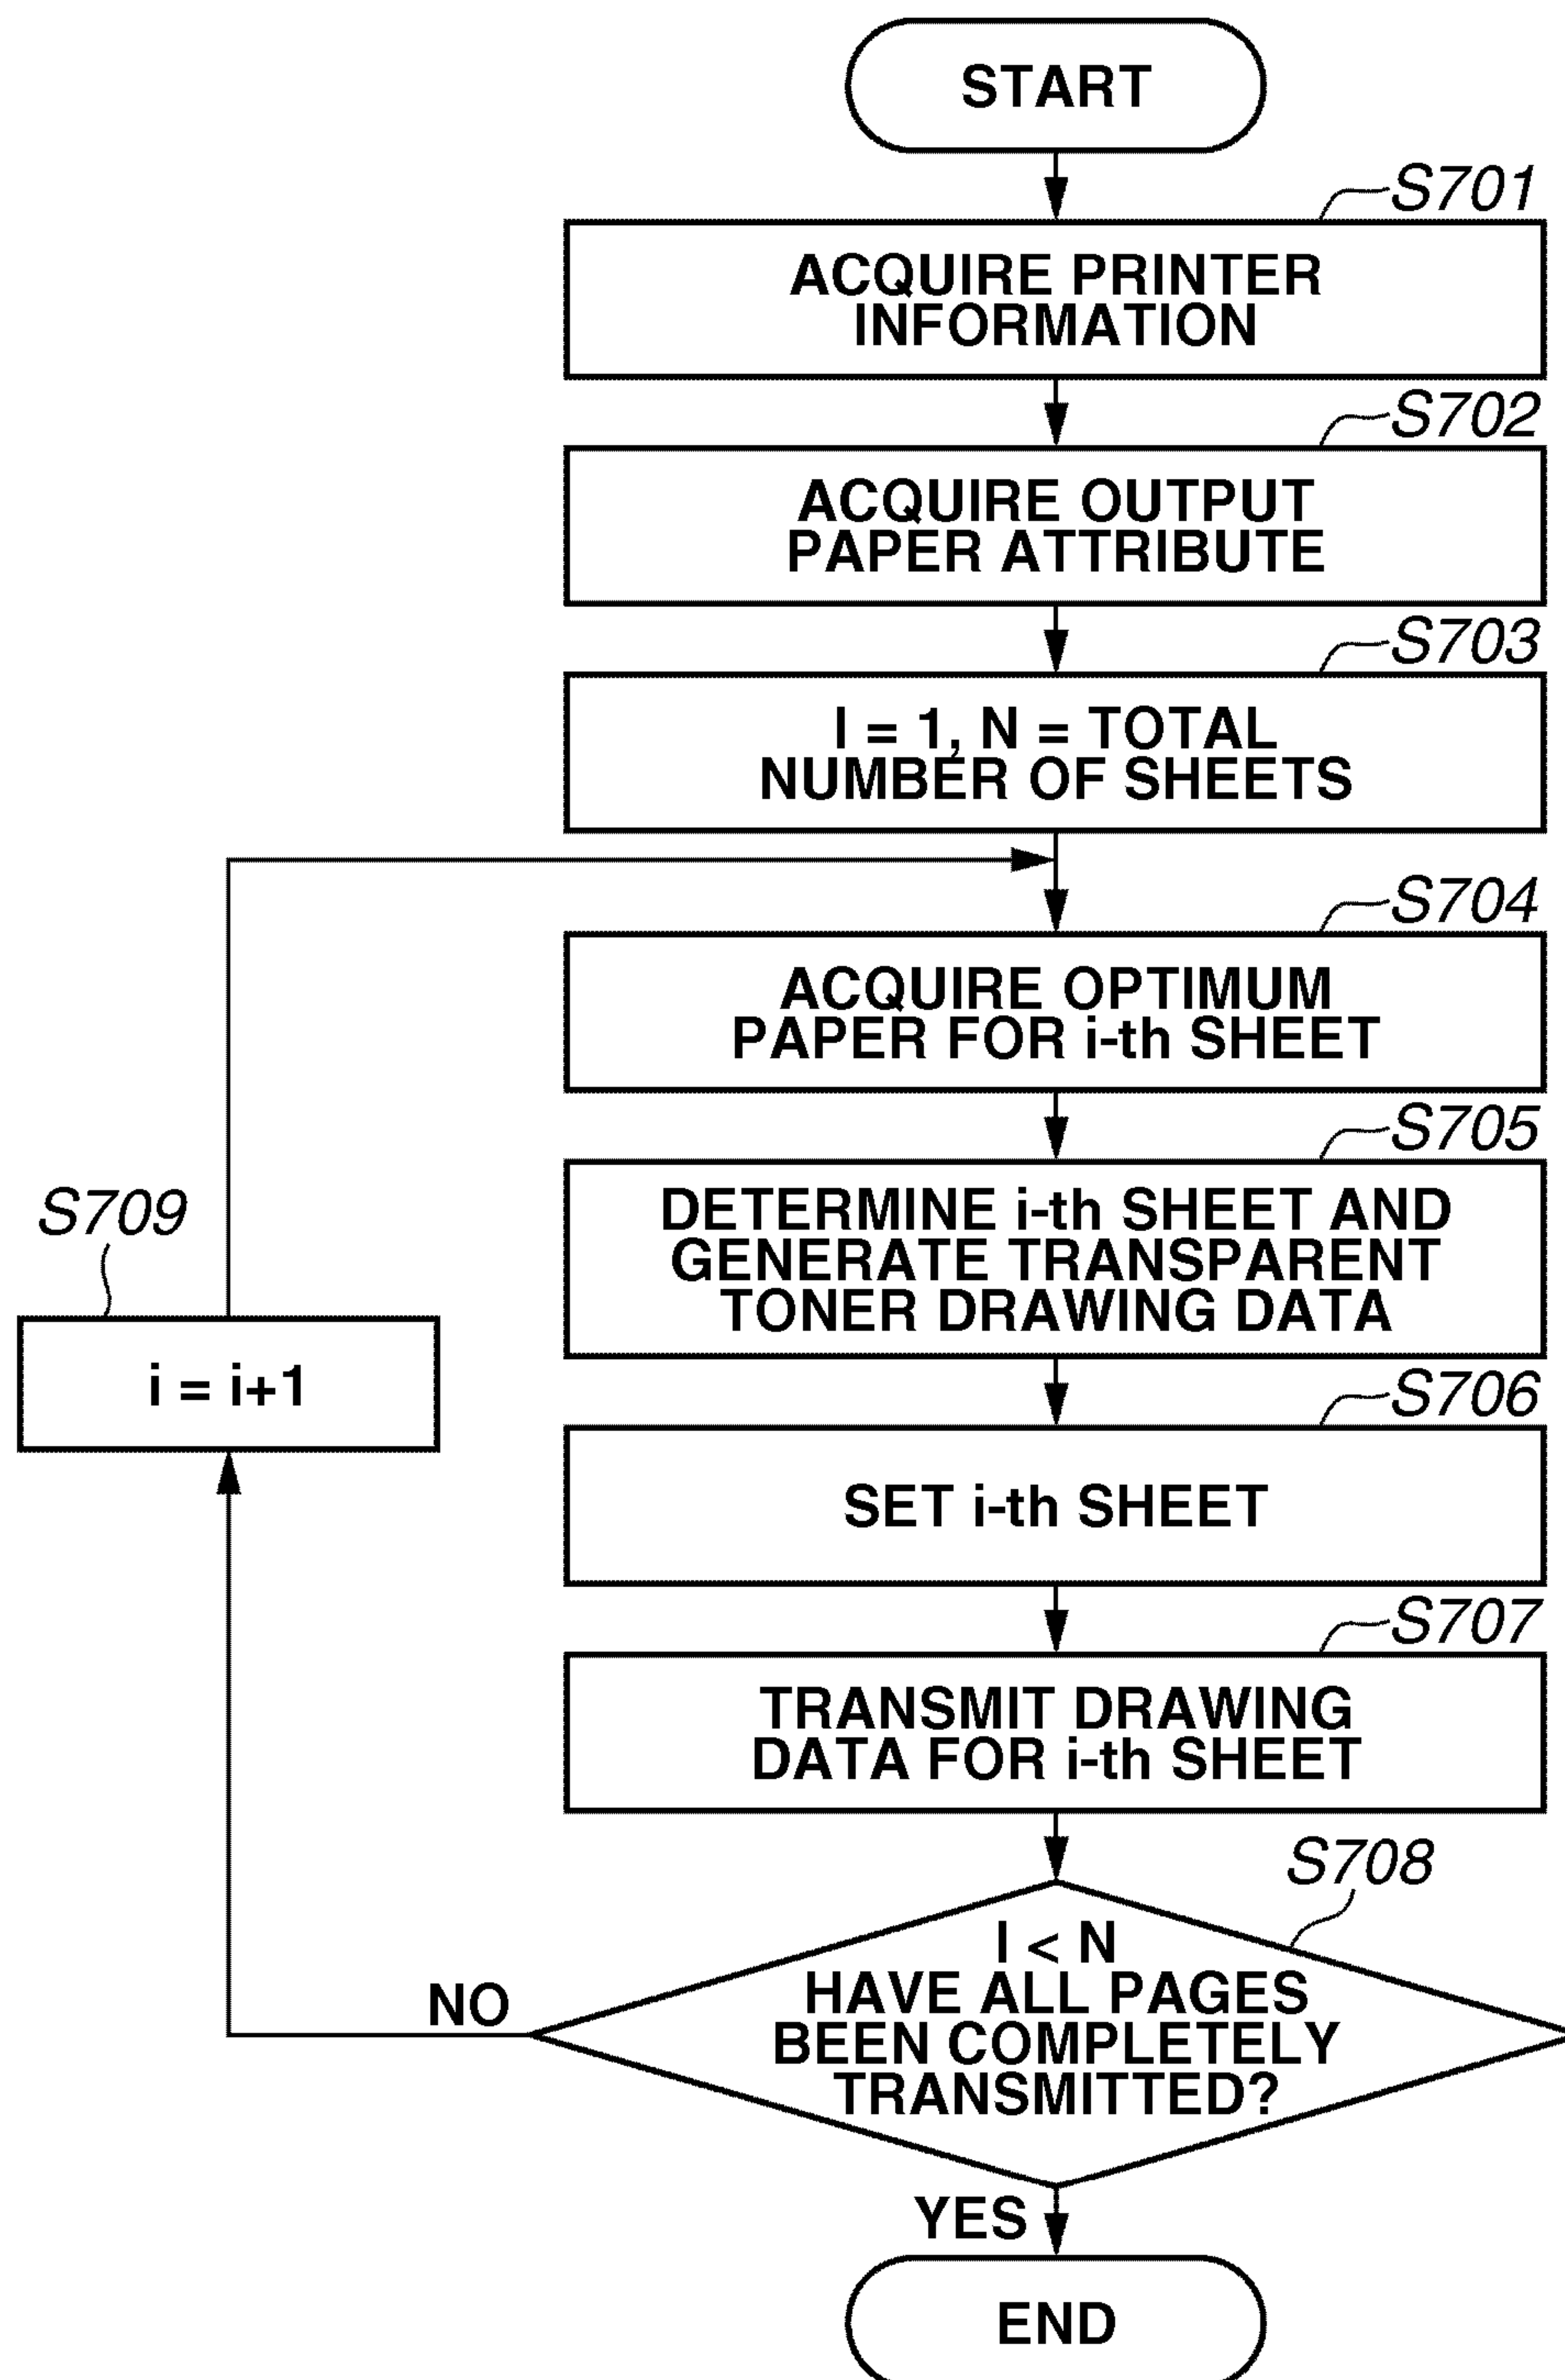 START
S701
ACQUIRE PRINTER
INFORMATION
S702
ACQUIRE OUTPUT
PAPER ATTRIBUTE
S703
I = 1, N = TOTAL
NUMBER OF SHEETS
S704
ACQUIRE OPTIMUM
PAPER FOR i-th SHEET
S705
DETERMINE i-th SHEET AND
GENERATE TRANSPARENT
TONER DRAWING DATA
S709
i = i+1
S706
SET i-th SHEET
S707
TRANSMIT DRAWING
DATA FOR i-th SHEET
S708
I < N
HAVE ALL PAGES
BEEN COMPLETELY
TRANSMITTED?
NO
YES
END